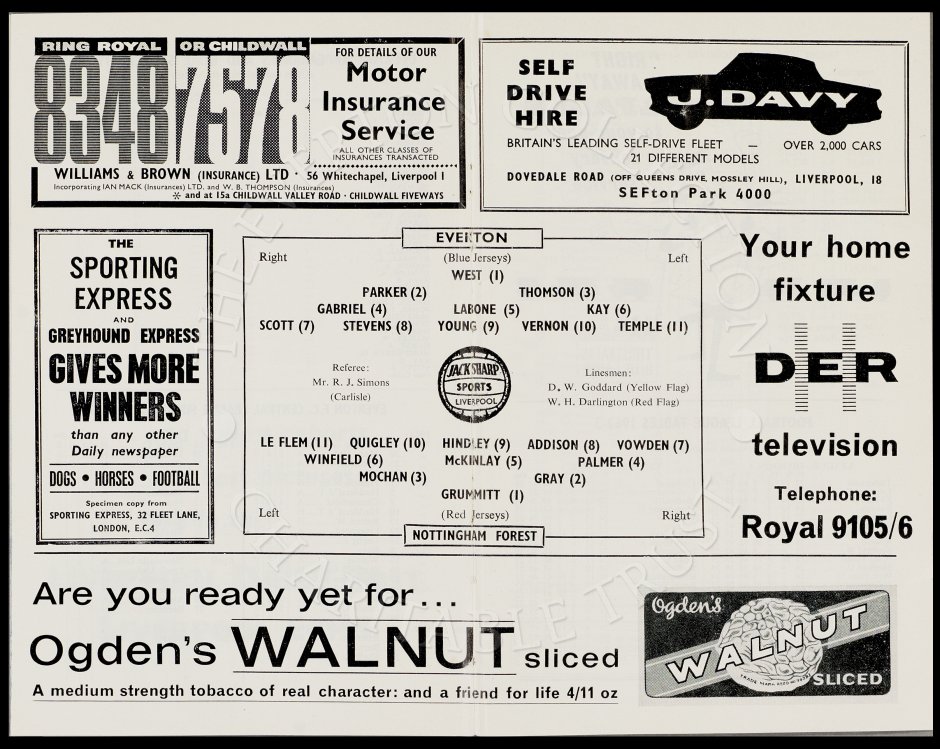 RING ROYAL
8348
OR CHILDWALL
7578
FOR DETAILS OF OUR
Motor
Insurance
Service
ALL OTHER CLASSES OF
INSURANCES TRANSACTED
WILLIAMS & BROWN (INSURANCE) LTD · 56 Whitechapel, Liverpool 1
Incorporating IAN MACK (Insurances) LTD. and W. B. THOMPSON (Insurances)
* and at 15a CHILDWALL VALLEY ROAD · CHILDWALL FIVEWAYS
SELF
DRIVE
HIRE
J. DAVY
BRITAIN'S LEADING SELF-DRIVE FLEET — OVER 2,000 CARS
21 DIFFERENT MODELS
DOVEDALE ROAD (OFF QUEENS DRIVE, MOSSLEY HILL), LIVERPOOL, 18
SEFton Park 4000
THE
SPORTING
EXPRESS
AND
GREYHOUND EXPRESS
GIVES MORE
WINNERS
than any other
Daily newspaper
DOGS • HORSES • FOOTBALL
Specimen copy from
SPORTING EXPRESS, 32 FLEET LANE,
LONDON, E.C.4
EVERTON
Right (Blue Jerseys) Left
WEST (1)
PARKER (2) THOMSON (3)
GABRIEL (4) LABONE (5) KAY (6)
SCOTT (7) STEVENS (8) YOUNG (9) VERNON (10) TEMPLE (11)
Referee:
Mr. R. J. Simons
(Carlisle)
JACK SHARP
SPORTS
LIVERPOOL
Linesmen:
D. W. Goddard (Yellow Flag)
W. H. Darlington (Red Flag)
LE FLEM (11) QUIGLEY (10) HINDLEY (9) ADDISON (8) VOWDEN (7)
WINFIELD (6) McKINLAY (5) PALMER (4)
MOCHAN (3) GRAY (2)
GRUMMITT (1)
Left (Red Jerseys) Right
NOTTINGHAM FOREST
Your home
fixture
DER
television
Telephone:
Royal 9105/6
Are you ready yet for...
Ogden's WALNUT sliced
A medium strength tobacco of real character: and a friend for life 4/11 oz
Ogden's
WALNUT
SLICED
THE EVERTON COLLECTION
CHARITABLE TRUST